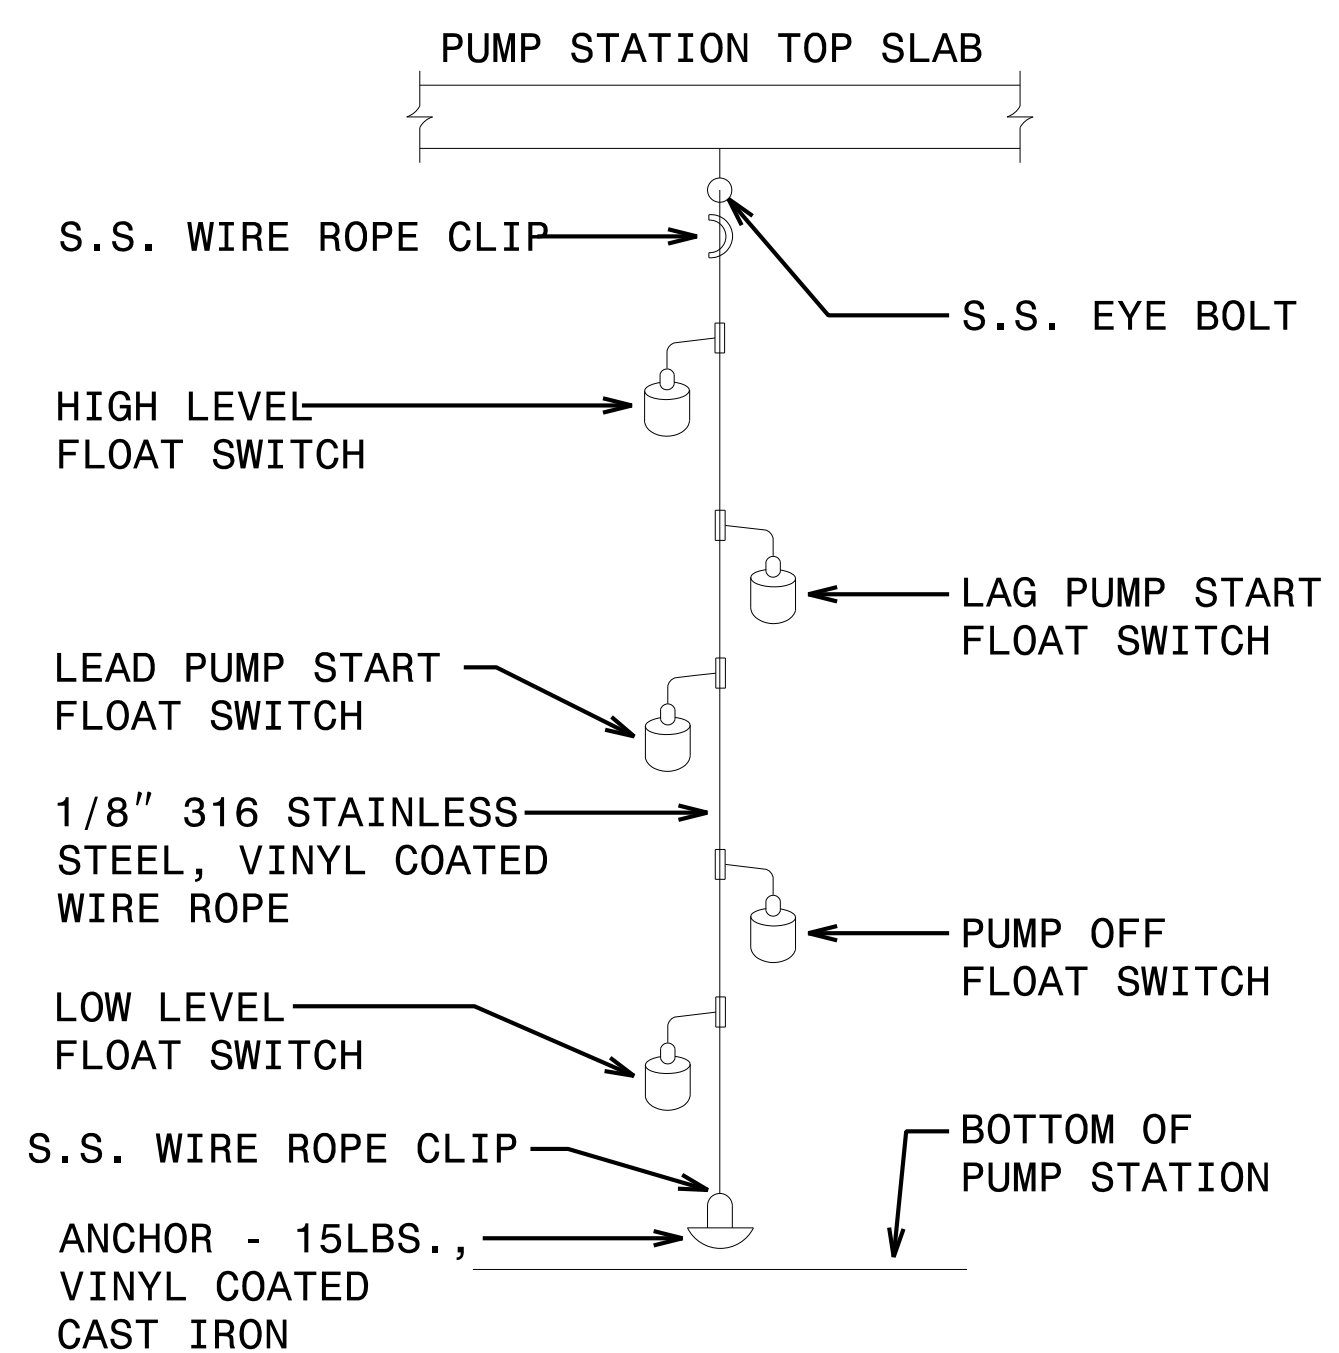 PUMP STATION TOP SLAB
S.S. WIRE ROPE CLIP
S.S. EYE BOLT
HIGH LEVEL
FLOAT SWITCH
LAG PUMP START
FLOAT SWITCH
LEAD PUMP START
FLOAT SWITCH
1/8" 316 STAINLESS
STEEL, VINYL COATED
WIRE ROPE
PUMP OFF
FLOAT SWITCH
LOW LEVEL
FLOAT SWITCH
BOTTOM OF
PUMP STATION
S.S. WIRE ROPE CLIP
ANCHOR - 15LBS.,
VINYL COATED
CAST IRON